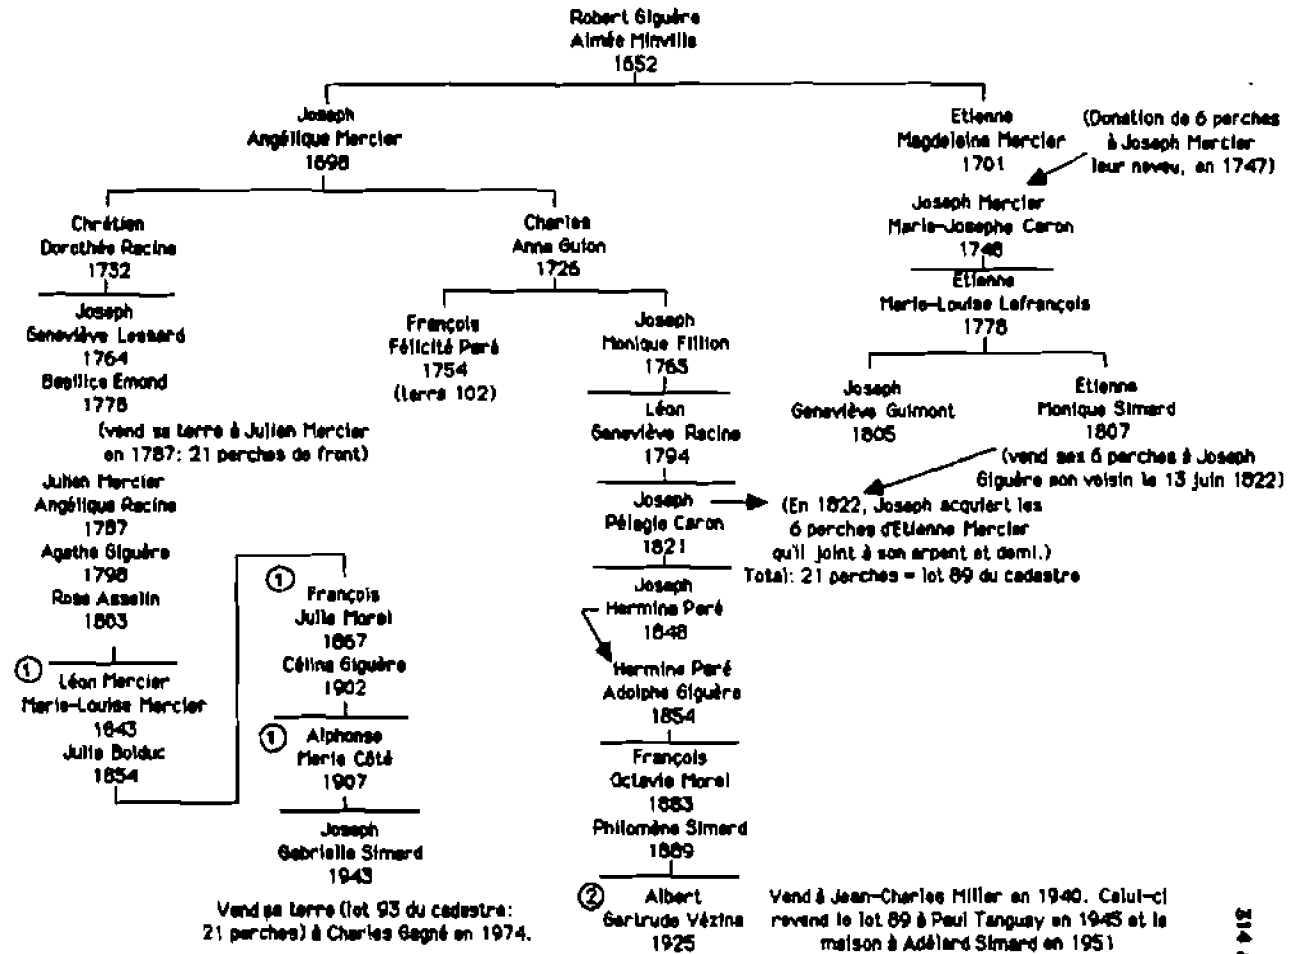 Robert Giguère
Aimée Minville
1652
Joseph
Angélique Mercier
1698
Etienne
Magdeleine Mercier
1701
(Donation de 6 perches
à Joseph Mercier
leur neveu, en 1747)
Joseph Mercier
Marie-Josephe Caron
1748
Etienne
Marie-Louise Lefrançois
1778
Joseph
Geneviève Guimont
1805
Étienne
Monique Simard
1807
(vend ses 6 perches à Joseph
Giguère son voisin le 13 juin 1822)
Chrétien
Dorothée Racine
1732
Joseph
Geneviève Lessard
1764
Basilice Emond
1778
(vend sa terre à Julien Mercier
en 1787: 21 perches de front)
Julien Mercier
Angélique Racine
1787
Agathe Giguère
1798
Rose Asselin
1803
① Léon Mercier
Marie-Louise Mercier
1843
Julie Bolduc
1854
① François
Julie Morel
1867
Célina Giguère
1902
① Alphonse
Marie Côté
1907
Joseph
Gabrielle Simard
1943
Vend sa terre (lot 93 du cadastre:
21 perches) à Charles Gagné en 1974.
Charles
Anne Guion
1726
François
Félicité Paré
1754
(terre 102)
Joseph
Monique Fillion
1765
Léon
Geneviève Racine
1794
Joseph
Pélagie Caron
1821
(En 1822, Joseph acquiert les
6 perches d'Etienne Mercier
qu'il joint à son arpent et demi.)
Total: 21 perches = lot 89 du cadastre
Joseph
Hermine Paré
1848
Hermine Paré
Adolphe Giguère
1854
François
Octavie Morel
1883
Philomène Simard
1889
② Albert
Gertrude Vézina
1925
Vend à Jean-Charles Miller en 1940. Celui-ci
revend le lot 89 à Paul Tanguay en 1945 et la
maison à Adélard Simard en 1951
314